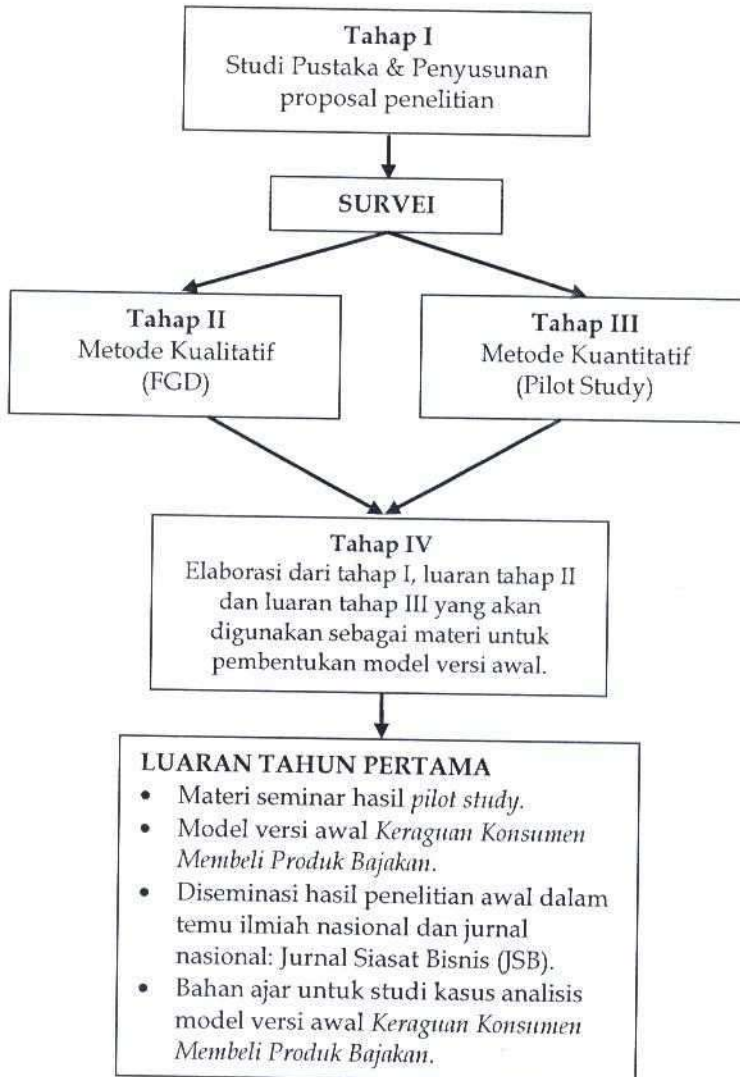 Tahap I
Studi Pustaka & Penyusunan
proposal penelitian
SURVEI
Tahap II
Metode Kualitatif
(FGD)
Tahap III
Metode Kuantitatif
(Pilot Study)
Tahap IV
Elaborasi dari tahap I, luaran tahap II
dan luaran tahap III yang akan
digunakan sebagai materi untuk
pembentukan model versi awal.
LUARAN TAHUN PERTAMA
• Materi seminar hasil pilot study.
• Model versi awal Keraguan Konsumen
Membeli Produk Bajakan.
• Diseminasi hasil penelitian awal dalam
temu ilmiah nasional dan jurnal
nasional: Jurnal Siasat Bisnis (JSB).
• Bahan ajar untuk studi kasus analisis
model versi awal Keraguan Konsumen
Membeli Produk Bajakan.